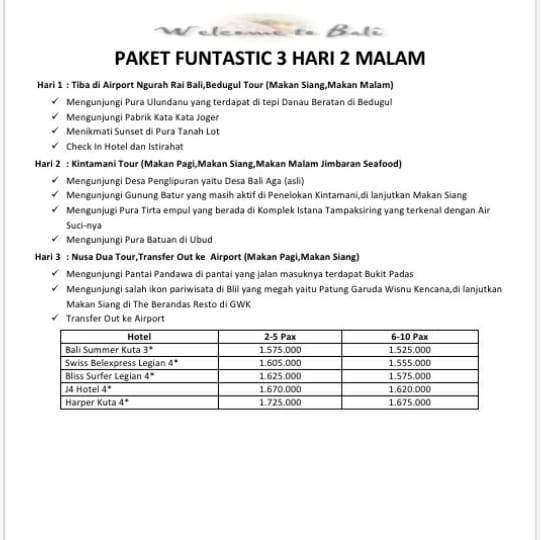 Welcome to Bali
PAKET FUNTASTIC 3 HARI 2 MALAM
Hari 1 : Tiba di Airport Ngurah Rai Bali,Bedugul Tour (Makan Siang,Makan Malam)
✓ Mengunjungi Pura Ulundanu yang terdapat di tepi Danau Beratan di Bedugul
✓ Mengunjungi Pabrik Kata Kata Joger
✓ Menikmati Sunset di Pura Tanah Lot
✓ Check In Hotel dan Istirahat
Hari 2 : Kintamani Tour (Makan Pagi,Makan Siang,Makan Malam Jimbaran Seafood)
✓ Mengunjungi Desa Penglipuran yaitu Desa Bali Aga (asli)
✓ Mengunjungi Gunung Batur yang masih aktif di Penelokan Kintamani,di lanjutkan Makan Siang
✓ Mengunjugi Pura Tirta empul yang berada di Komplek Istana Tampaksiring yang terkenal dengan Air
Suci-nya
✓ Mengunjungi Pura Batuan di Ubud
Hari 3 : Nusa Dua Tour,Transfer Out ke Airport (Makan Pagi,Makan Siang)
✓ Mengunjungi Pantai Pandawa di pantai yang jalan masuknya terdapat Bukit Padas
✓ Mengunjungi salah ikon pariwisata di Blil yang megah yaitu Patung Garuda Wisnu Kencana,di lanjutkan
Makan Siang di The Berandas Resto di GWK
✓ Transfer Out ke Airport
Hotel 2-5 Pax 6-10 Pax
Bali Summer Kuta 3* 1.575.000 1.525.000
Swiss Belexpress Legian 4* 1.605.000 1.555.000
Bliss Surfer Legian 4* 1.625.000 1.575.000
J4 Hotel 4* 1.670.000 1.620.000
Harper Kuta 4* 1.725.000 1.675.000